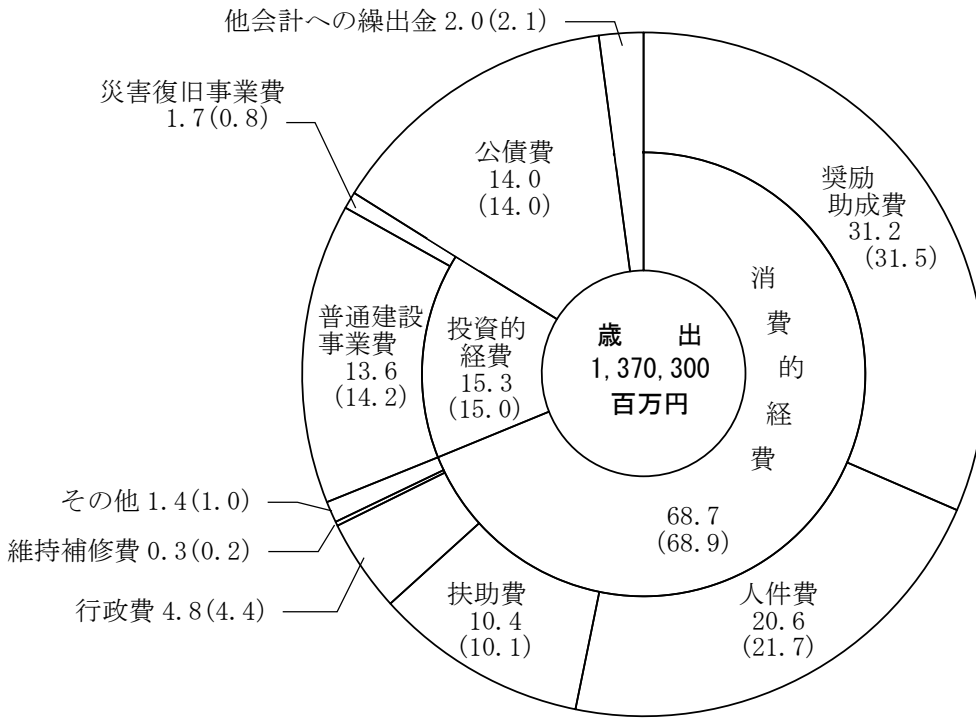 他会計への繰出金 2.0(2.1)
災害復旧事業費
1.7(0.8)
公債費
14.0
(14.0)
奨励
助成費
31.2
(31.5)
消費的経費
68.7
(68.9)
普通建設
事業費
13.6
(14.2)
投資的
経費
15.3
(15.0)
歳　　出
1,370,300
百万円
その他 1.4(1.0)
維持補修費 0.3(0.2)
行政費 4.8(4.4)
扶助費
10.4
(10.1)
人件費
20.6
(21.7)